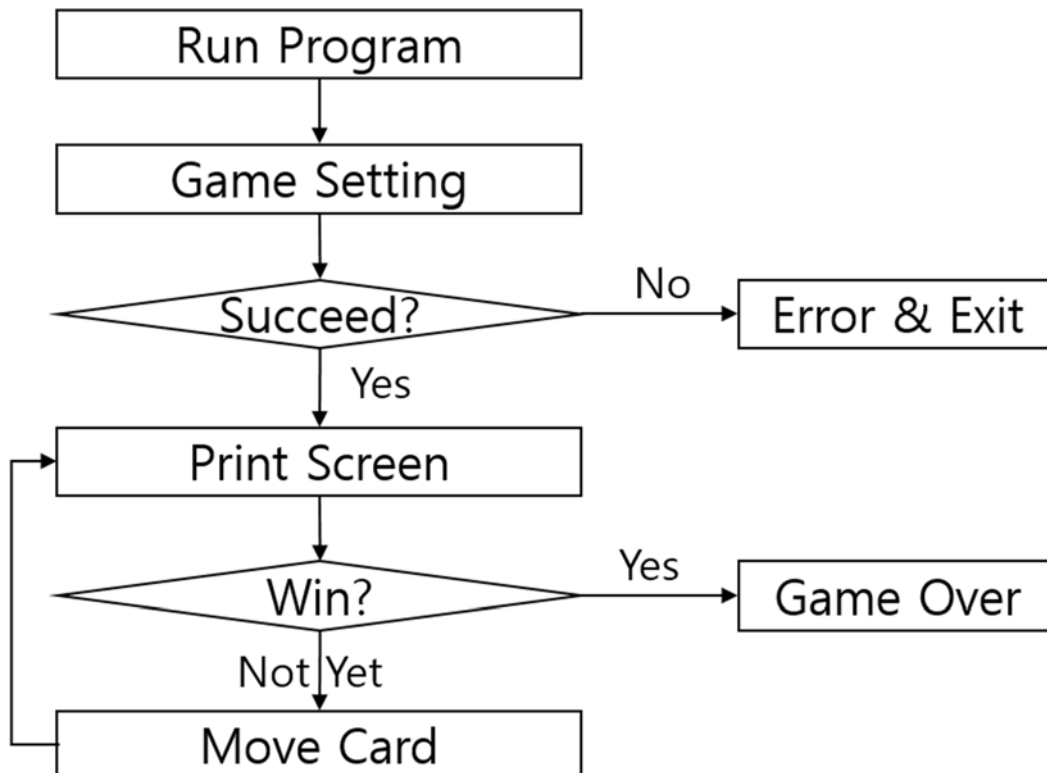 Run Program
Game Setting
Succeed?
No
Error & Exit
Yes
Print Screen
Win?
Yes
Game Over
Not Yet
Move Card